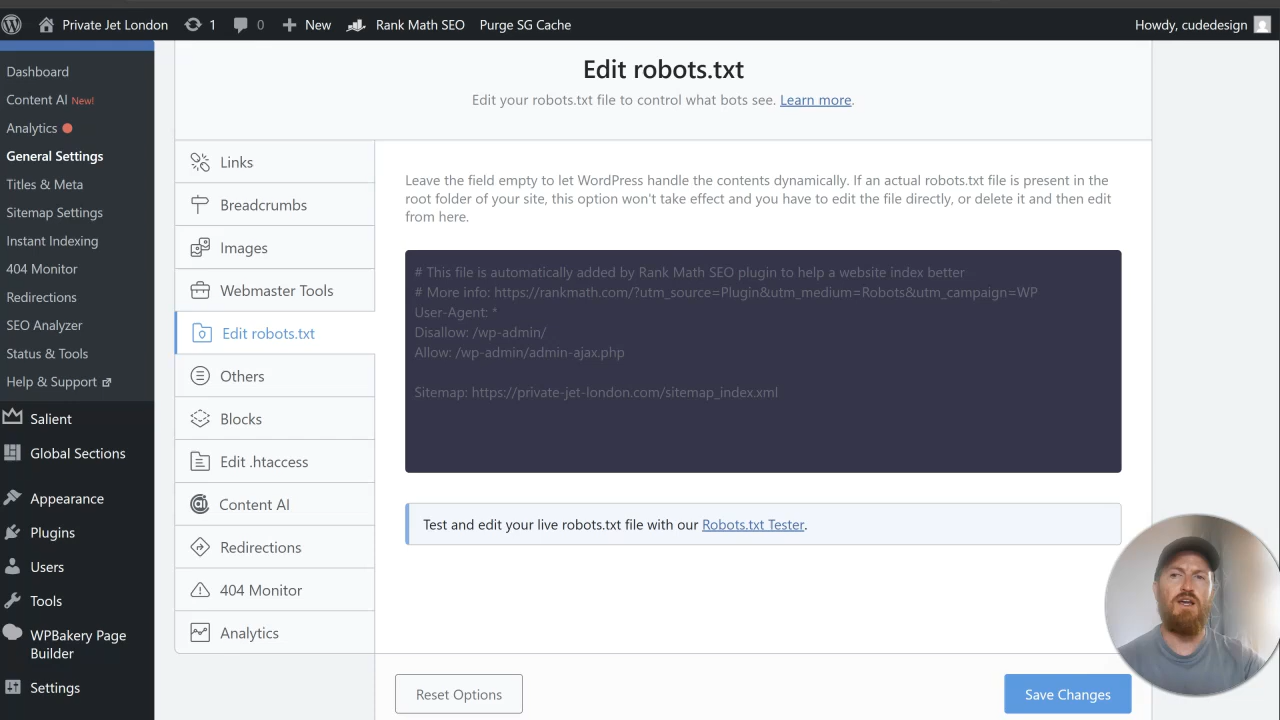 Private Jet London
1
0
New
Rank Math SEO
Purge SG Cache
Howdy, cudedesign
Dashboard
Content AI New!
Analytics
General Settings
Titles & Meta
Sitemap Settings
Instant Indexing
404 Monitor
Redirections
SEO Analyzer
Status & Tools
Help & Support
Salient
Global Sections
Appearance
Plugins
Users
Tools
WPBakery Page
Builder
Settings
Edit robots.txt
Edit your robots.txt file to control what bots see. Learn more.
Links
Breadcrumbs
Images
Webmaster Tools
Edit robots.txt
Others
Blocks
Edit .htaccess
Content AI
Redirections
404 Monitor
Analytics
Leave the field empty to let WordPress handle the contents dynamically. If an actual robots.txt file is present in the
root folder of your site, this option won't take effect and you have to edit the file directly, or delete it and then edit
from here.
# This file is automatically added by Rank Math SEO plugin to help a website index better
# More info: https://rankmath.com/?utm_source=Plugin&utm_medium=Robots&utm_campaign=WP
User-Agent: *
Disallow: /wp-admin/
Allow: /wp-admin/admin-ajax.php
Sitemap: https://private-jet-london.com/sitemap_index.xml
Test and edit your live robots.txt file with our Robots.txt Tester.
Reset Options
Save Changes